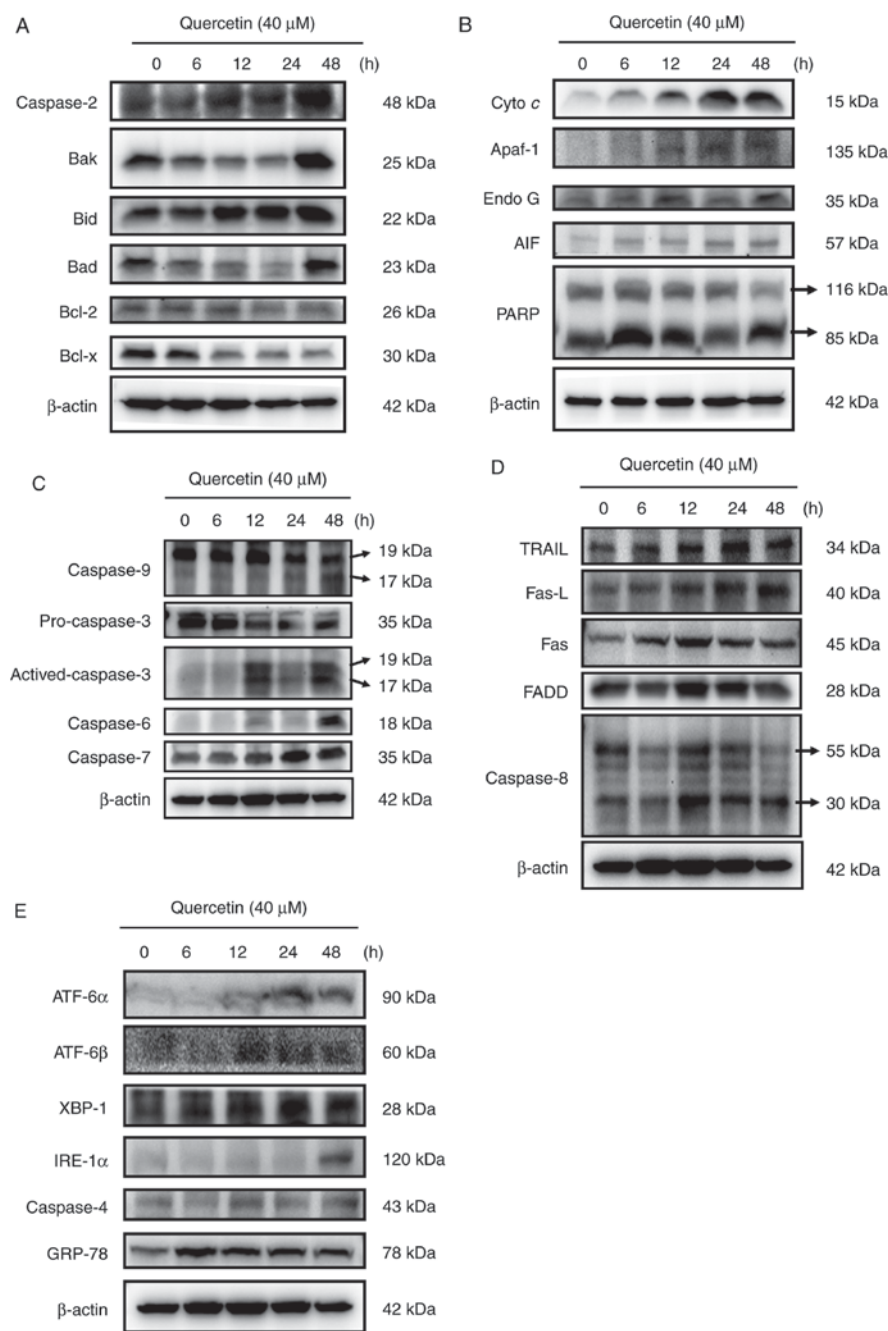 A
Quercetin (40 μM)
0 6 12 24 48 (h)
Caspase-2 48 kDa
Bak 25 kDa
Bid 22 kDa
Bad 23 kDa
Bcl-2 26 kDa
Bcl-x 30 kDa
β-actin 42 kDa
B
Quercetin (40 μM)
0 6 12 24 48 (h)
Cyto c 15 kDa
Apaf-1 135 kDa
Endo G 35 kDa
AIF 57 kDa
PARP
116 kDa
85 kDa
β-actin 42 kDa
C
Quercetin (40 μM)
0 6 12 24 48 (h)
Caspase-9
19 kDa
17 kDa
Pro-caspase-3 35 kDa
Actived-caspase-3
19 kDa
17 kDa
Caspase-6 18 kDa
Caspase-7 35 kDa
β-actin 42 kDa
D
Quercetin (40 μM)
0 6 12 24 48 (h)
TRAIL 34 kDa
Fas-L 40 kDa
Fas 45 kDa
FADD 28 kDa
Caspase-8
55 kDa
30 kDa
β-actin 42 kDa
E
Quercetin (40 μM)
0 6 12 24 48 (h)
ATF-6α 90 kDa
ATF-6β 60 kDa
XBP-1 28 kDa
IRE-1α 120 kDa
Caspase-4 43 kDa
GRP-78 78 kDa
β-actin 42 kDa